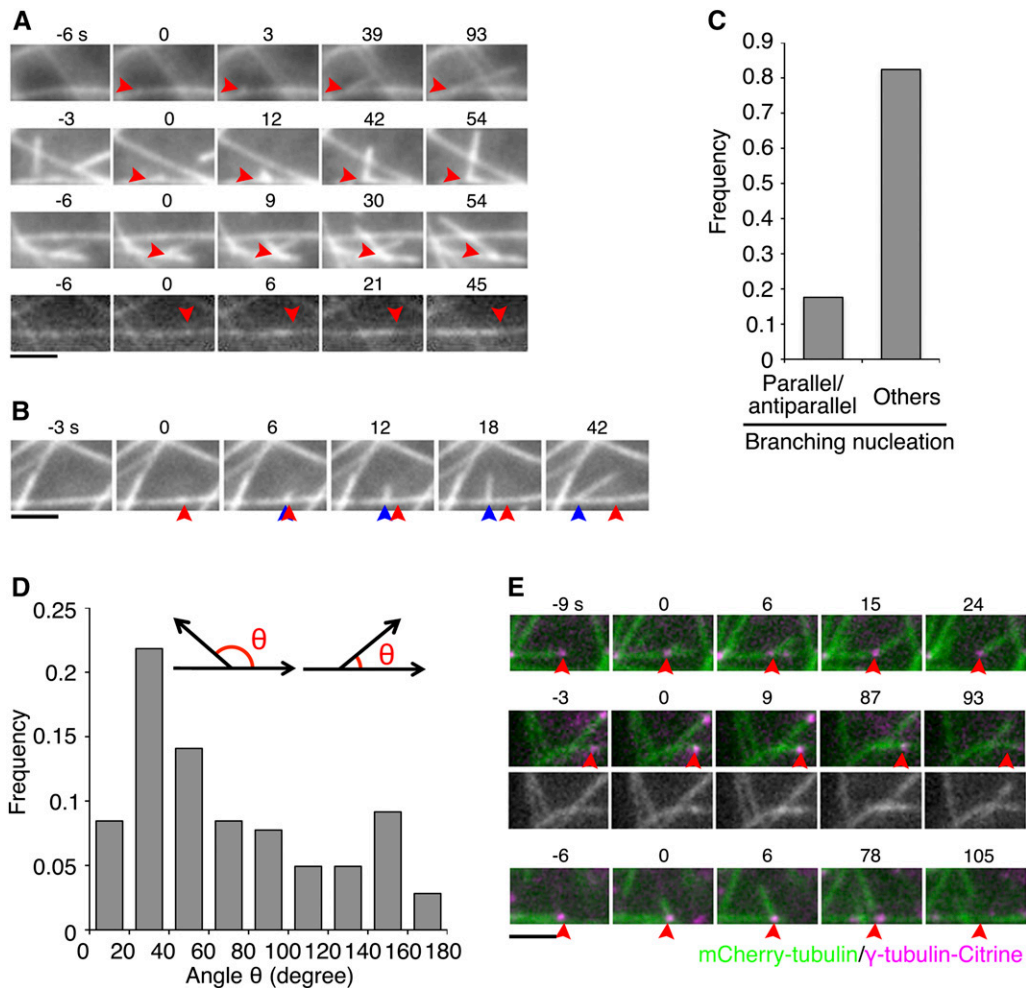 A
-6 s 0 3 39 93
-3 0 12 42 54
-6 0 9 30 54
-6 0 6 21 45
B
-3 s 0 6 12 18 42
C
Frequency
0.9
0.8
0.7
0.6
0.5
0.4
0.3
0.2
0.1
0
Parallel/
antiparallel
Others
Branching nucleation
D
Frequency
0.25
0.2
0.15
0.1
0.05
0
θ θ
0 20 40 60 80 100 120 140 160 180
Angle θ (degree)
E
-9 s 0 6 15 24
-3 0 9 87 93
-6 0 6 78 105
mCherry-tubulin/γ-tubulin-Citrine